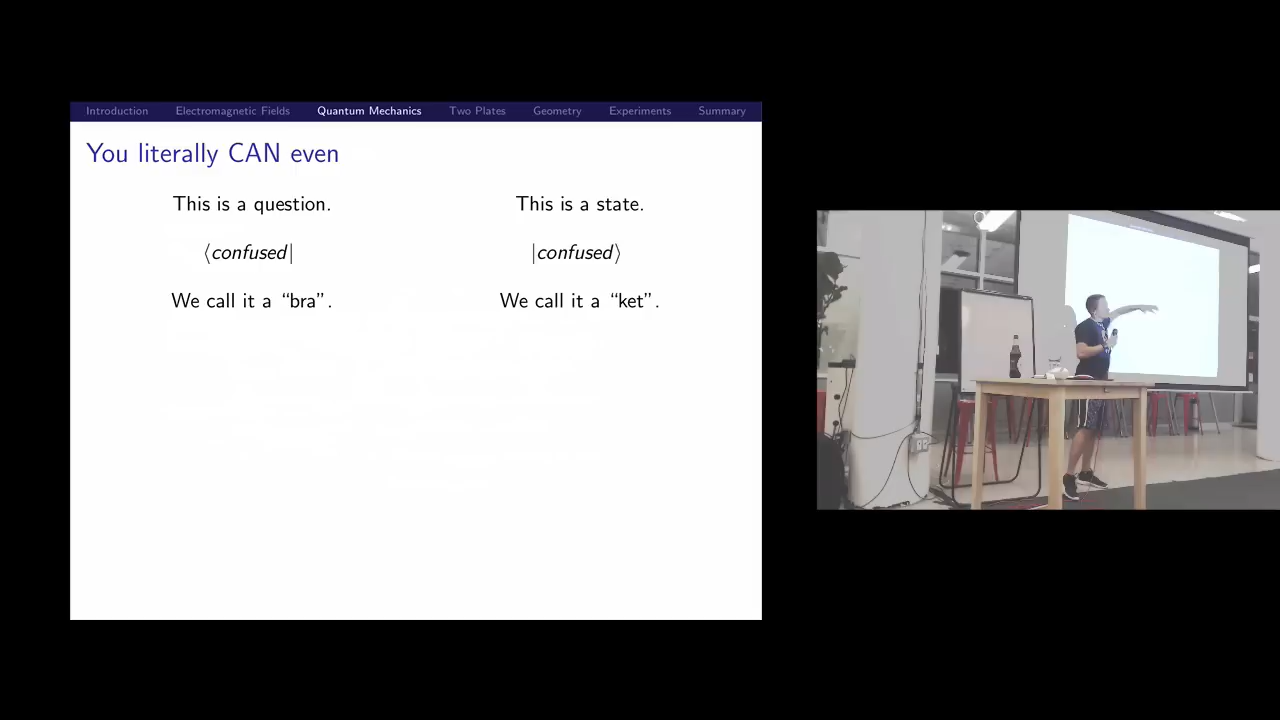 Introduction Electromagnetic Fields Quantum Mechanics Two Plates Geometry Experiments Summary
You literally CAN even
This is a question. This is a state.
⟨confused| |confused⟩
We call it a “bra”. We call it a “ket”.